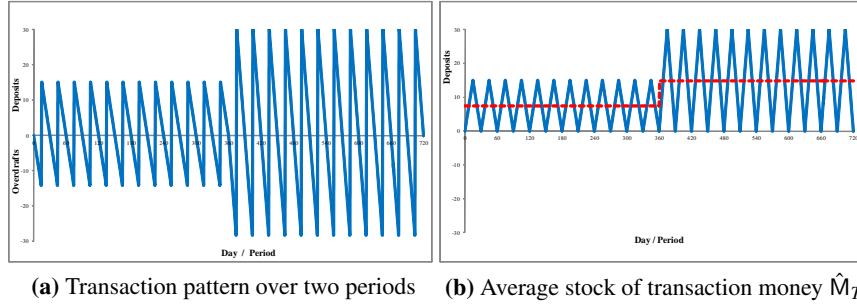 30
20
10
0
-10
-20
-30
Deposits
Overdrafts
0 60 120 180 240 300 360 420 480 540 600 660 720
Day / Period
(a) Transaction pattern over two periods
30
20
10
0
-10
-20
-30
Deposits
0 60 120 180 240 300 360 420 480 540 600 660 720
Day / Period
(b) Average stock of transaction money M̂_T